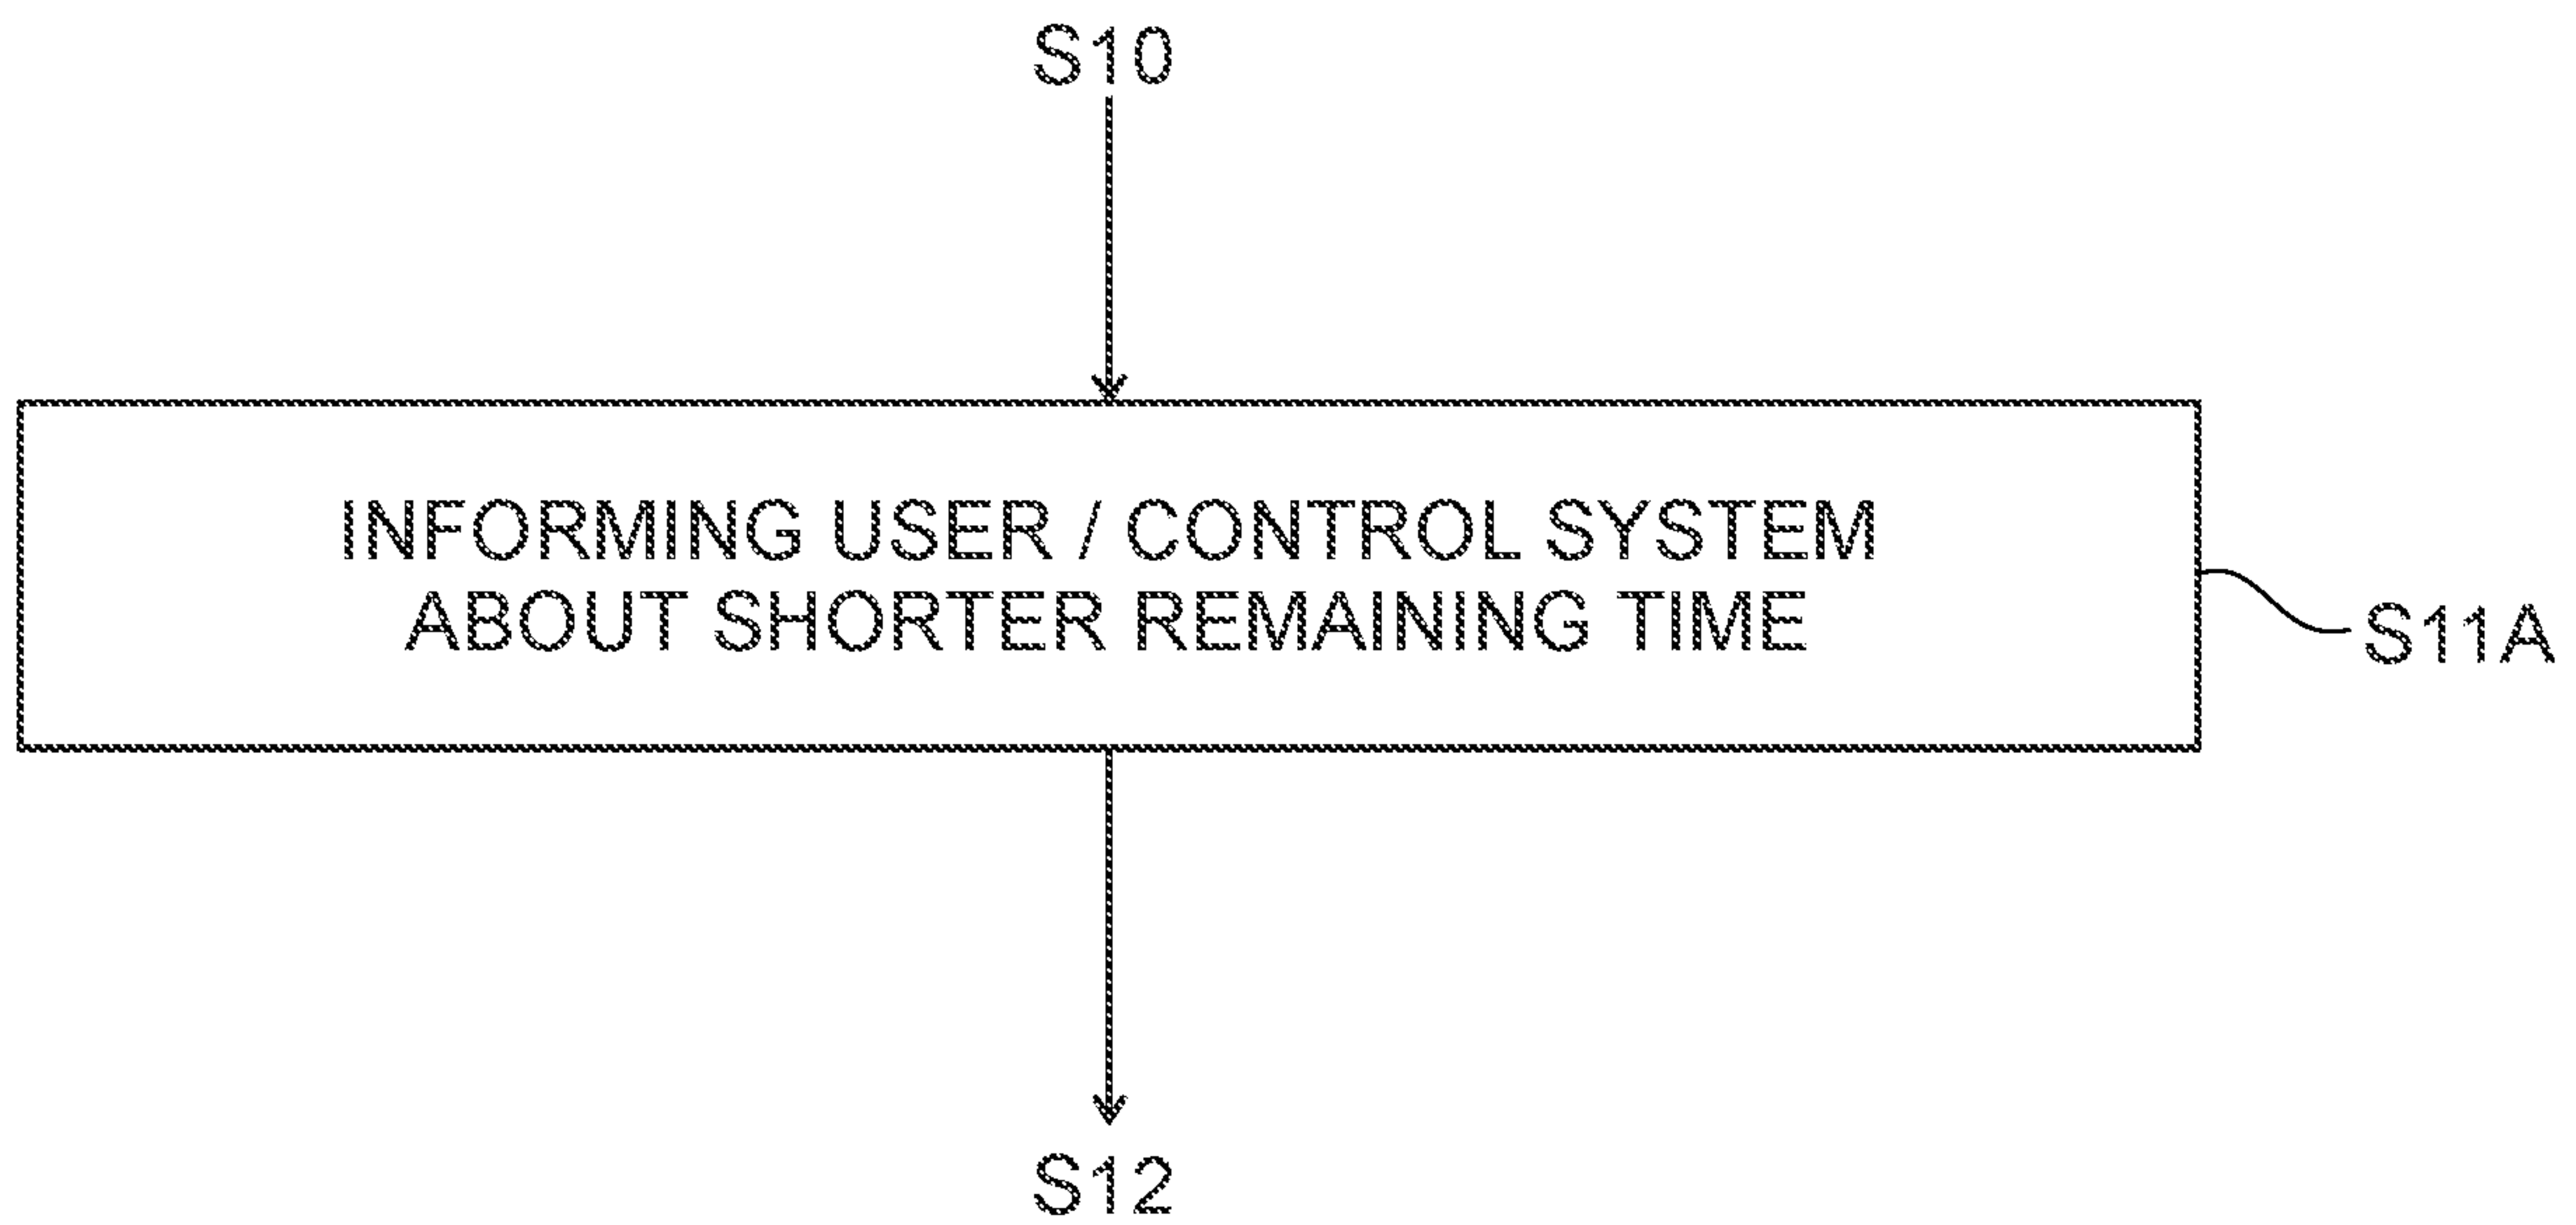 S10
INFORMING USER / CONTROL SYSTEM
ABOUT SHORTER REMAINING TIME
S11A
S12